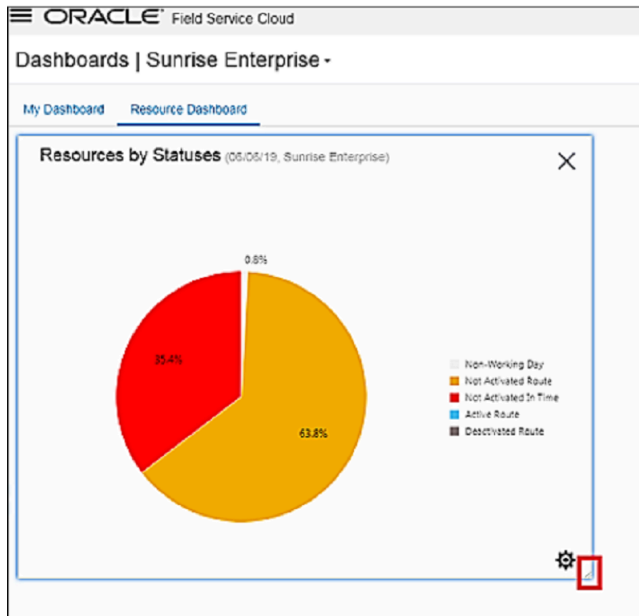 ORACLE® Field Service Cloud
Dashboards | Sunrise Enterprise
My Dashboard Resource Dashboard
Resources by Statuses (06/06/19, Sunrise Enterprise)
0.8%
35.4%
63.8%
Non-Working Day
Not Activated Route
Not Activated In Time
Active Route
Deactivated Route